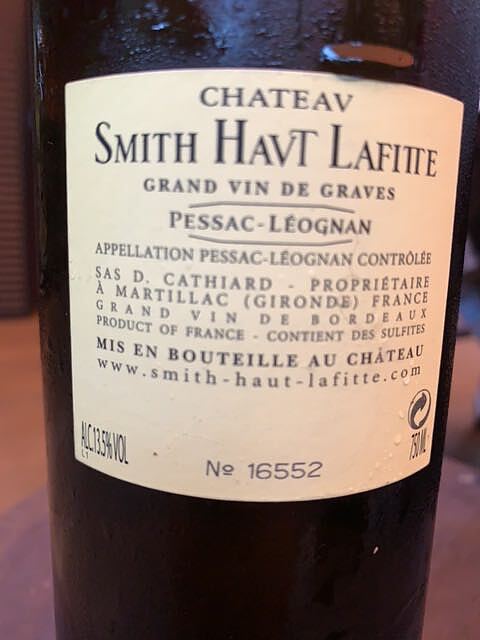 CHATEAV
SMITH HAVT LAFITTE
GRAND VIN DE GRAVES
PESSAC-LÉOGNAN
APPELLATION PESSAC-LÉOGNAN CONTRÔLÉE
SAS D. CATHIARD - PROPRIÉTAIRE
À MARTILLAC (GIRONDE) FRANCE
GRAND VIN DE BORDEAUX
PRODUCT OF FRANCE - CONTIENT DES SULFITES
MIS EN BOUTEILLE AU CHÂTEAU
www.smith-haut-lafitte.com
ALC.13.5% VOL
750 ML
Nº 16552